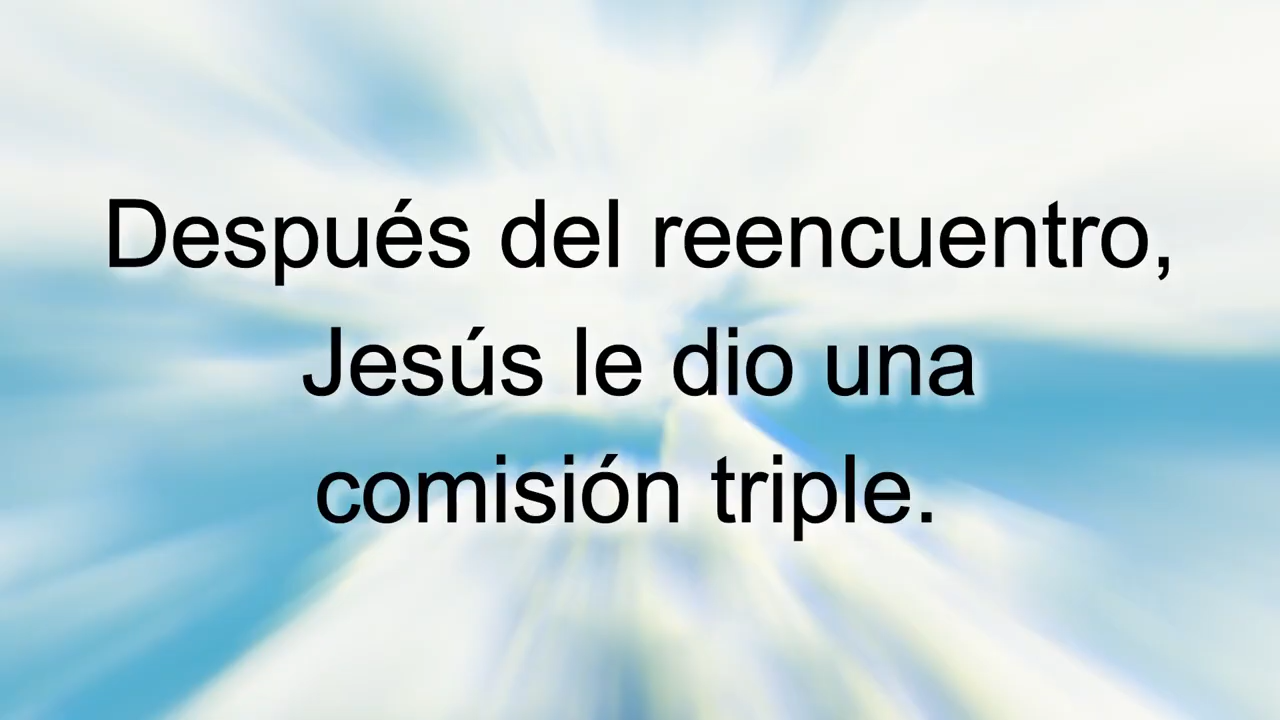 Después del reencuentro,
Jesús le dio una
comisión triple.